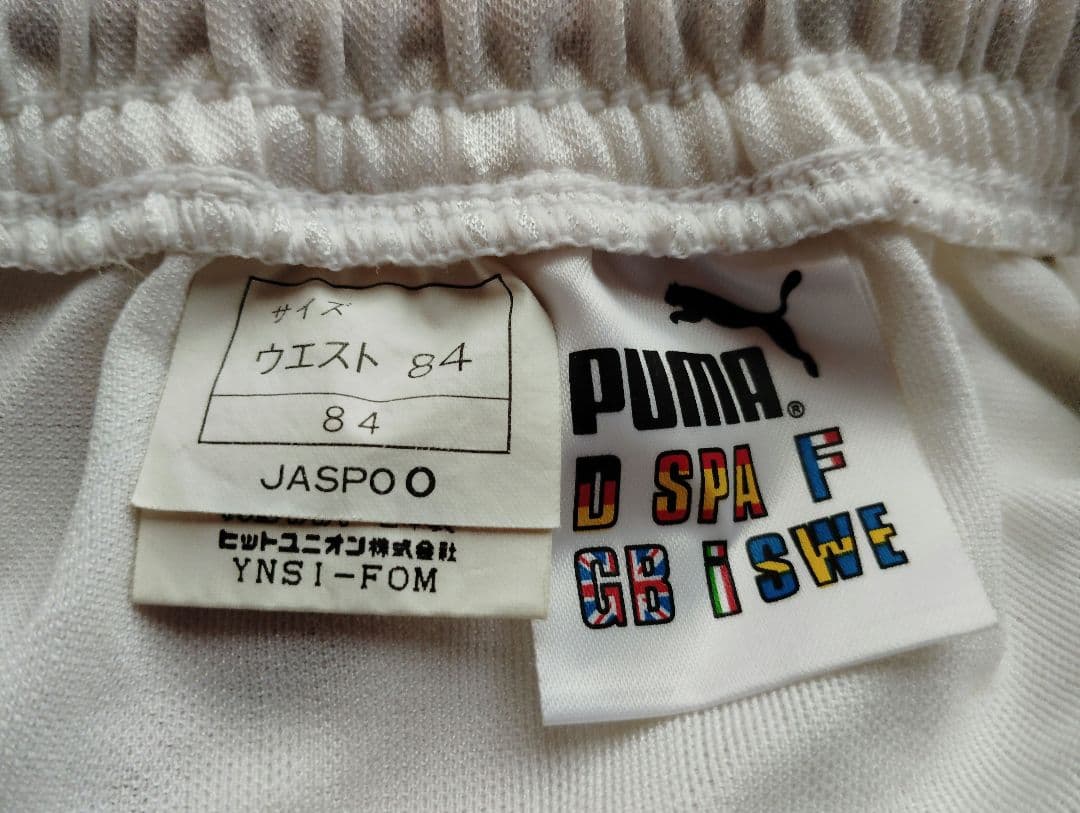 サイズ
ウエスト 84
84
JASPO O
ヒットユニオン株式会社
YNSI-FOM
PUMA®
D SPA F
GB i SWE